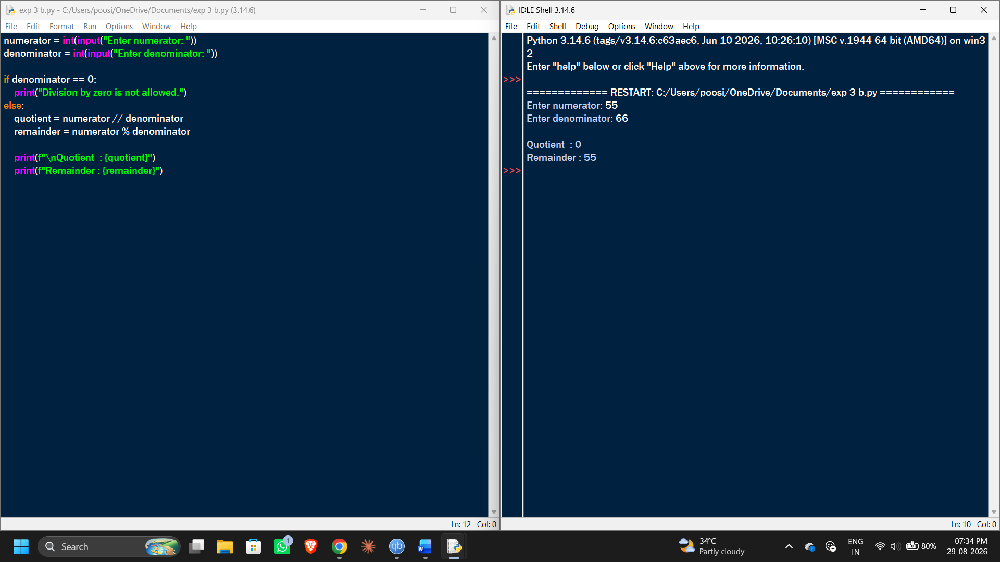 exp 3 b.py - C:/Users/poosi/OneDrive/Documents/exp 3 b.py (3.14.6)
File Edit Format Run Options Window Help
numerator = int(input("Enter numerator: "))
denominator = int(input("Enter denominator: "))
if denominator == 0:
    print("Division by zero is not allowed.")
else:
    quotient = numerator // denominator
    remainder = numerator % denominator
    print(f"\nQuotient  : {quotient}")
    print(f"Remainder : {remainder}")
Ln: 12 Col: 0
IDLE Shell 3.14.6
File Edit Shell Debug Options Window Help
Python 3.14.6 (tags/v3.14.6:c63aec6, Jun 10 2026, 10:26:10) [MSC v.1944 64 bit (AMD64)] on win3
2
Enter "help" below or click "Help" above for more information.
>>>
============= RESTART: C:/Users/poosi/OneDrive/Documents/exp 3 b.py ============
Enter numerator: 55
Enter denominator: 66
Quotient  : 0
Remainder : 55
>>>
Ln: 10 Col: 0
Search
1
qb
W
34°C
Partly cloudy
ENG
IN
80%
07:34 PM
29-08-2026